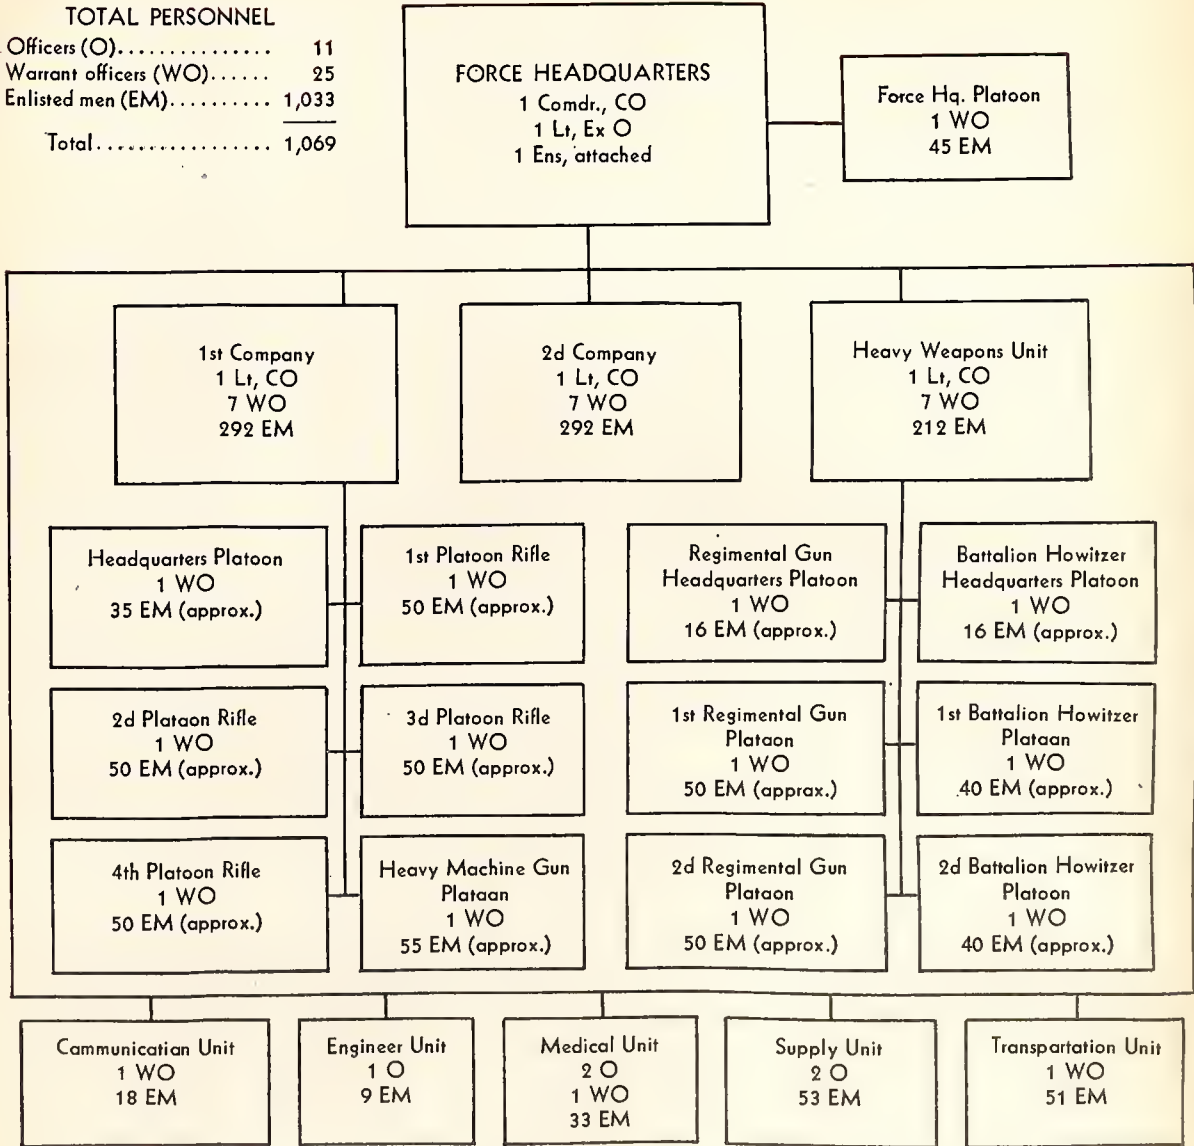 TOTAL PERSONNEL
Officers (O)............... 11
Warrant officers (WO)...... 25
Enlisted men (EM).......... 1,033
Total................. 1,069
FORCE HEADQUARTERS
1 Comdr., CO
1 Lt, Ex O
1 Ens, attached
Force Hq. Platoon
1 WO
45 EM
1st Company
1 Lt, CO
7 WO
292 EM
2d Company
1 Lt, CO
7 WO
292 EM
Heavy Weapons Unit
1 Lt, CO
7 WO
212 EM
Headquarters Platoon
1 WO
35 EM (approx.)
1st Platoon Rifle
1 WO
50 EM (approx.)
Regimental Gun
Headquarters Platoon
1 WO
16 EM (approx.)
Battalion Howitzer
Headquarters Platoon
1 WO
16 EM (approx.)
2d Plataon Rifle
1 WO
50 EM (approx.)
3d Platoon Rifle
1 WO
50 EM (approx.)
1st Regimental Gun
Plataon
1 WO
50 EM (apprax.)
1st Battalion Howitzer
Plataan
1 WO
40 EM (approx.)
4th Platoon Rifle
1 WO
50 EM (approx.)
Heavy Machine Gun
Plataan
1 WO
55 EM (approx.)
2d Regimental Gun
Plataon
1 WO
50 EM (approx.)
2d Battalion Howitzer
Platoon
1 WO
40 EM (approx.)
Cammunication Unit
1 WO
18 EM
Engineer Unit
1 O
9 EM
Medical Unit
2 O
1 WO
33 EM
Supply Unit
2 O
53 EM
Transpartation Unit
1 WO
51 EM